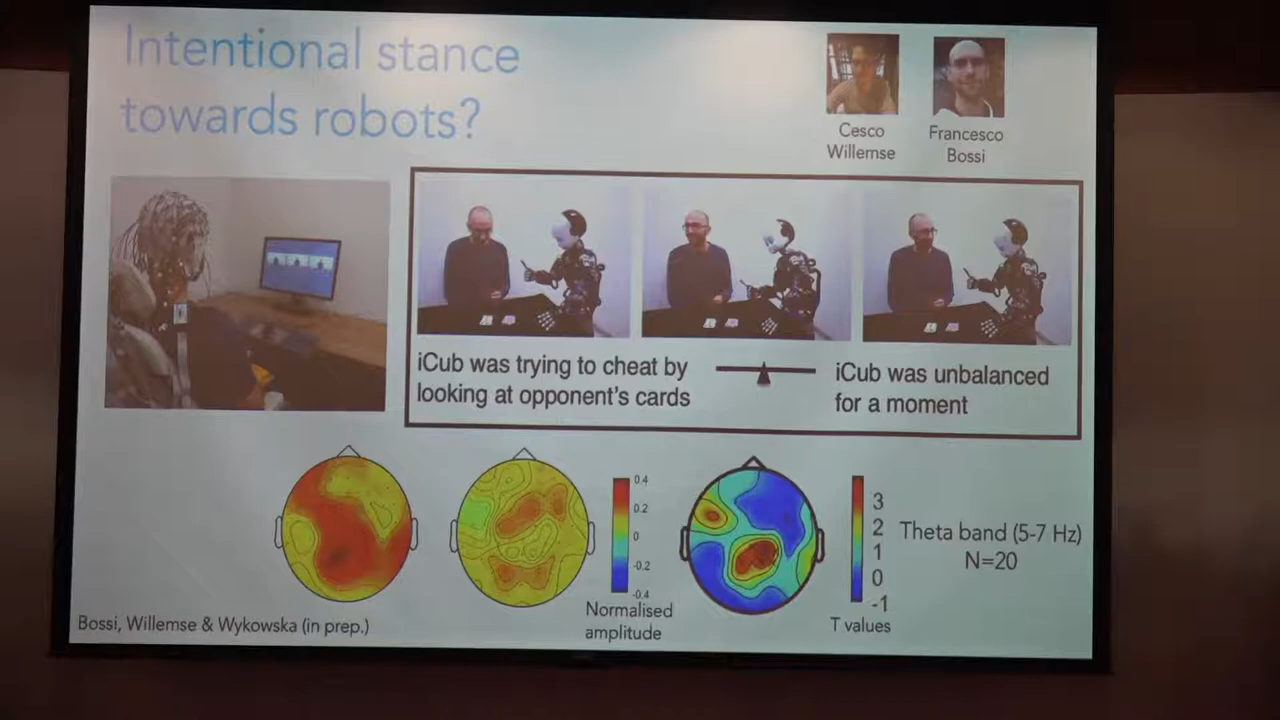 Intentional stance
towards robots?
Cesco
Willemse
Francesco
Bossi
iCub was trying to cheat by
looking at opponent's cards
iCub was unbalanced
for a moment
0.4
0.2
0
-0.2
-0.4
Normalised
amplitude
3
2
1
0
-1
T values
Theta band (5-7 Hz)
N=20
Bossi, Willemse & Wykowska (in prep.)